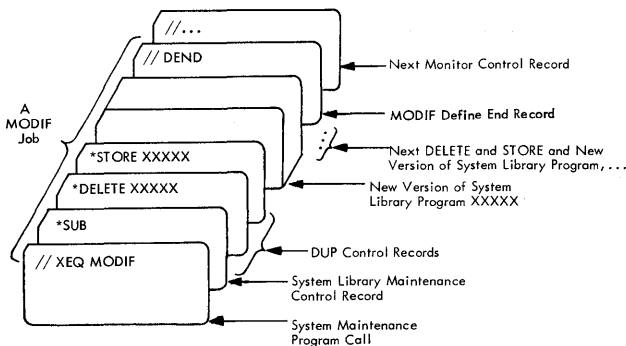 //...
// DEND
Next Monitor Control Record
A
MODIF
Job
MODIF Define End Record
Next DELETE and STORE and New
Version of System Library Program, ...
*STORE XXXXX
New Version of System
Library Program XXXXX
*DELETE XXXXX
*SUB
DUP Control Records
// XEQ MODIF
System Library Maintenance
Control Record
System Maintenance
Program Call